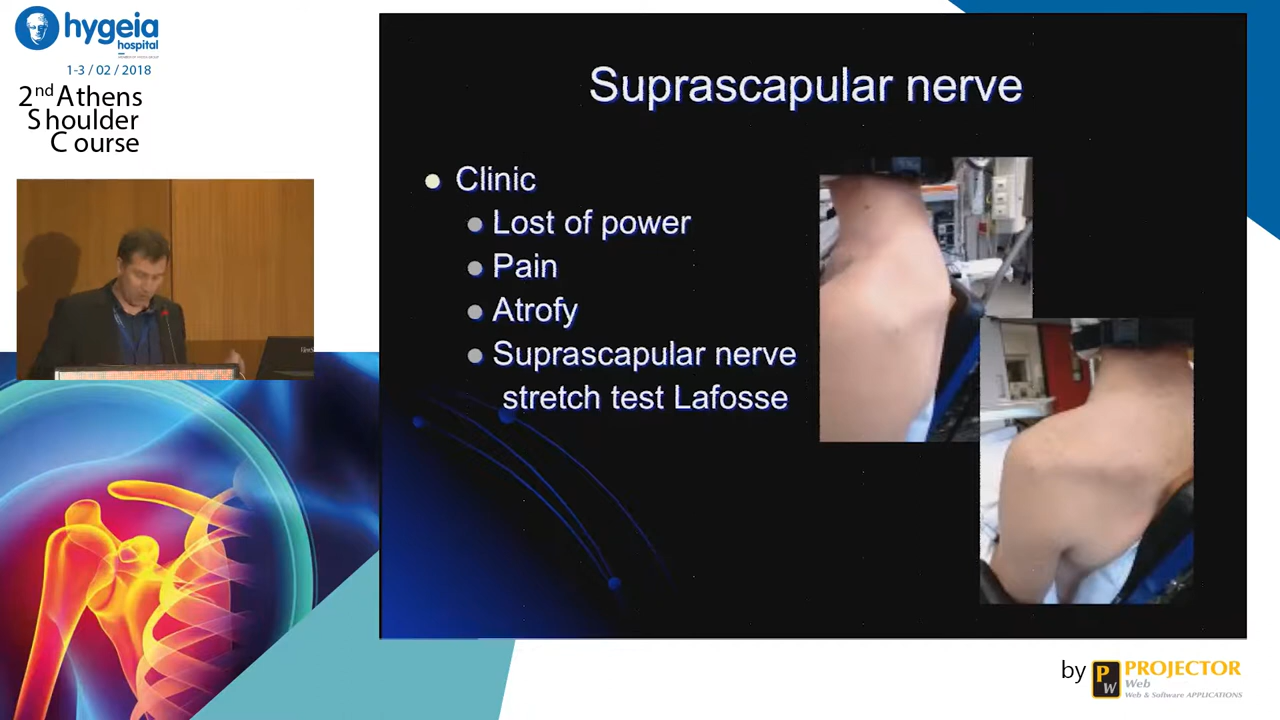 hygeia
hospital
1-3 / 02 / 2018
2nd Athens
Shoulder
Course
Suprascapular nerve
Clinic
Lost of power
Pain
Atrofy
Suprascapular nerve
stretch test Lafosse
by PW PROJECTOR
Web
Web & Software APPLICATIONS